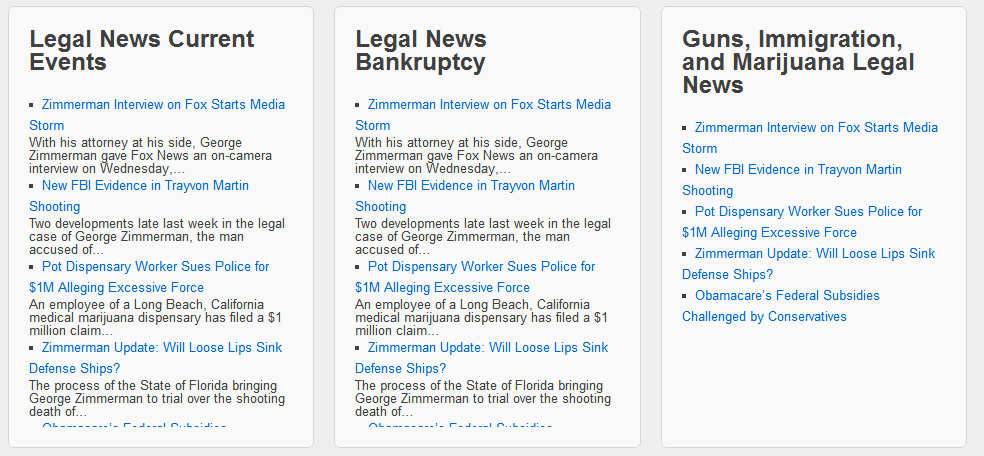 Legal News Current
Events
Zimmerman Interview on Fox Starts Media
Storm
With his attorney at his side, George
Zimmerman gave Fox News an on-camera
interview on Wednesday,...
New FBI Evidence in Trayvon Martin
Shooting
Two developments late last week in the legal
case of George Zimmerman, the man
accused of...
Pot Dispensary Worker Sues Police for
$1M Alleging Excessive Force
An employee of a Long Beach, California
medical marijuana dispensary has filed a $1
million claim...
Zimmerman Update: Will Loose Lips Sink
Defense Ships?
The process of the State of Florida bringing
George Zimmerman to trial over the shooting
death of...
Obamacare's Federal Subsidies
Legal News
Bankruptcy
Zimmerman Interview on Fox Starts Media
Storm
With his attorney at his side, George
Zimmerman gave Fox News an on-camera
interview on Wednesday,...
New FBI Evidence in Trayvon Martin
Shooting
Two developments late last week in the legal
case of George Zimmerman, the man
accused of...
Pot Dispensary Worker Sues Police for
$1M Alleging Excessive Force
An employee of a Long Beach, California
medical marijuana dispensary has filed a $1
million claim...
Zimmerman Update: Will Loose Lips Sink
Defense Ships?
The process of the State of Florida bringing
George Zimmerman to trial over the shooting
death of...
Obamacare's Federal Subsidies
Guns, Immigration,
and Marijuana Legal
News
Zimmerman Interview on Fox Starts Media
Storm
New FBI Evidence in Trayvon Martin
Shooting
Pot Dispensary Worker Sues Police for
$1M Alleging Excessive Force
Zimmerman Update: Will Loose Lips Sink
Defense Ships?
Obamacare's Federal Subsidies
Challenged by Conservatives